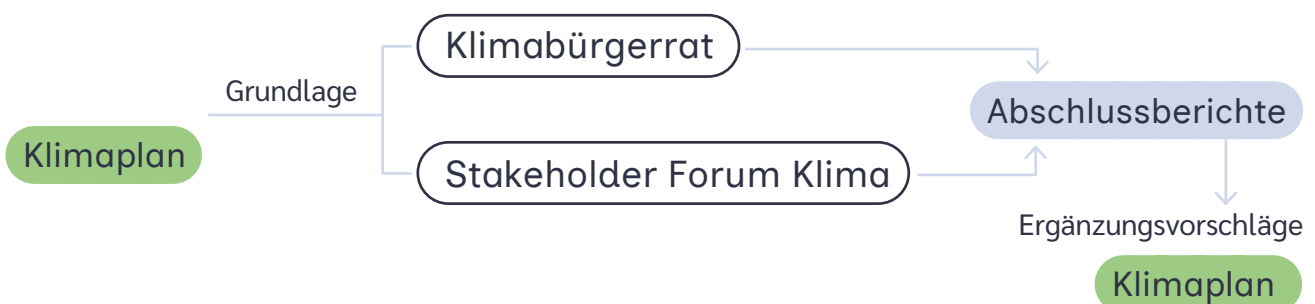 Klimaplan
Grundlage
Klimabürgerrat
Stakeholder Forum Klima
Abschlussberichte
Ergänzungsvorschläge
Klimaplan